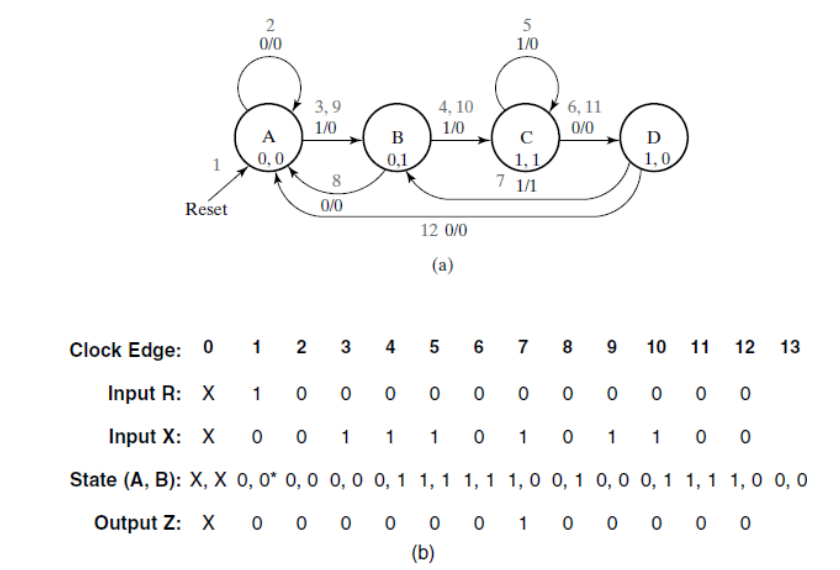 2
0/0
5
1/0
3, 9
1/0
4, 10
1/0
6, 11
0/0
A
0, 0
B
0,1
C
1, 1
D
1, 0
1
Reset
8
0/0
7 1/1
12 0/0
(a)
Clock Edge: 0 1 2 3 4 5 6 7 8 9 10 11 12 13
Input R: X 1 0 0 0 0 0 0 0 0 0 0 0
Input X: X 0 0 1 1 1 0 1 0 1 1 0 0
State (A, B): X, X 0, 0* 0, 0 0, 0 0, 1 1, 1 1, 1 1, 0 0, 1 0, 0 0, 1 1, 1 1, 0 0, 0
Output Z: X 0 0 0 0 0 0 1 0 0 0 0 0
(b)